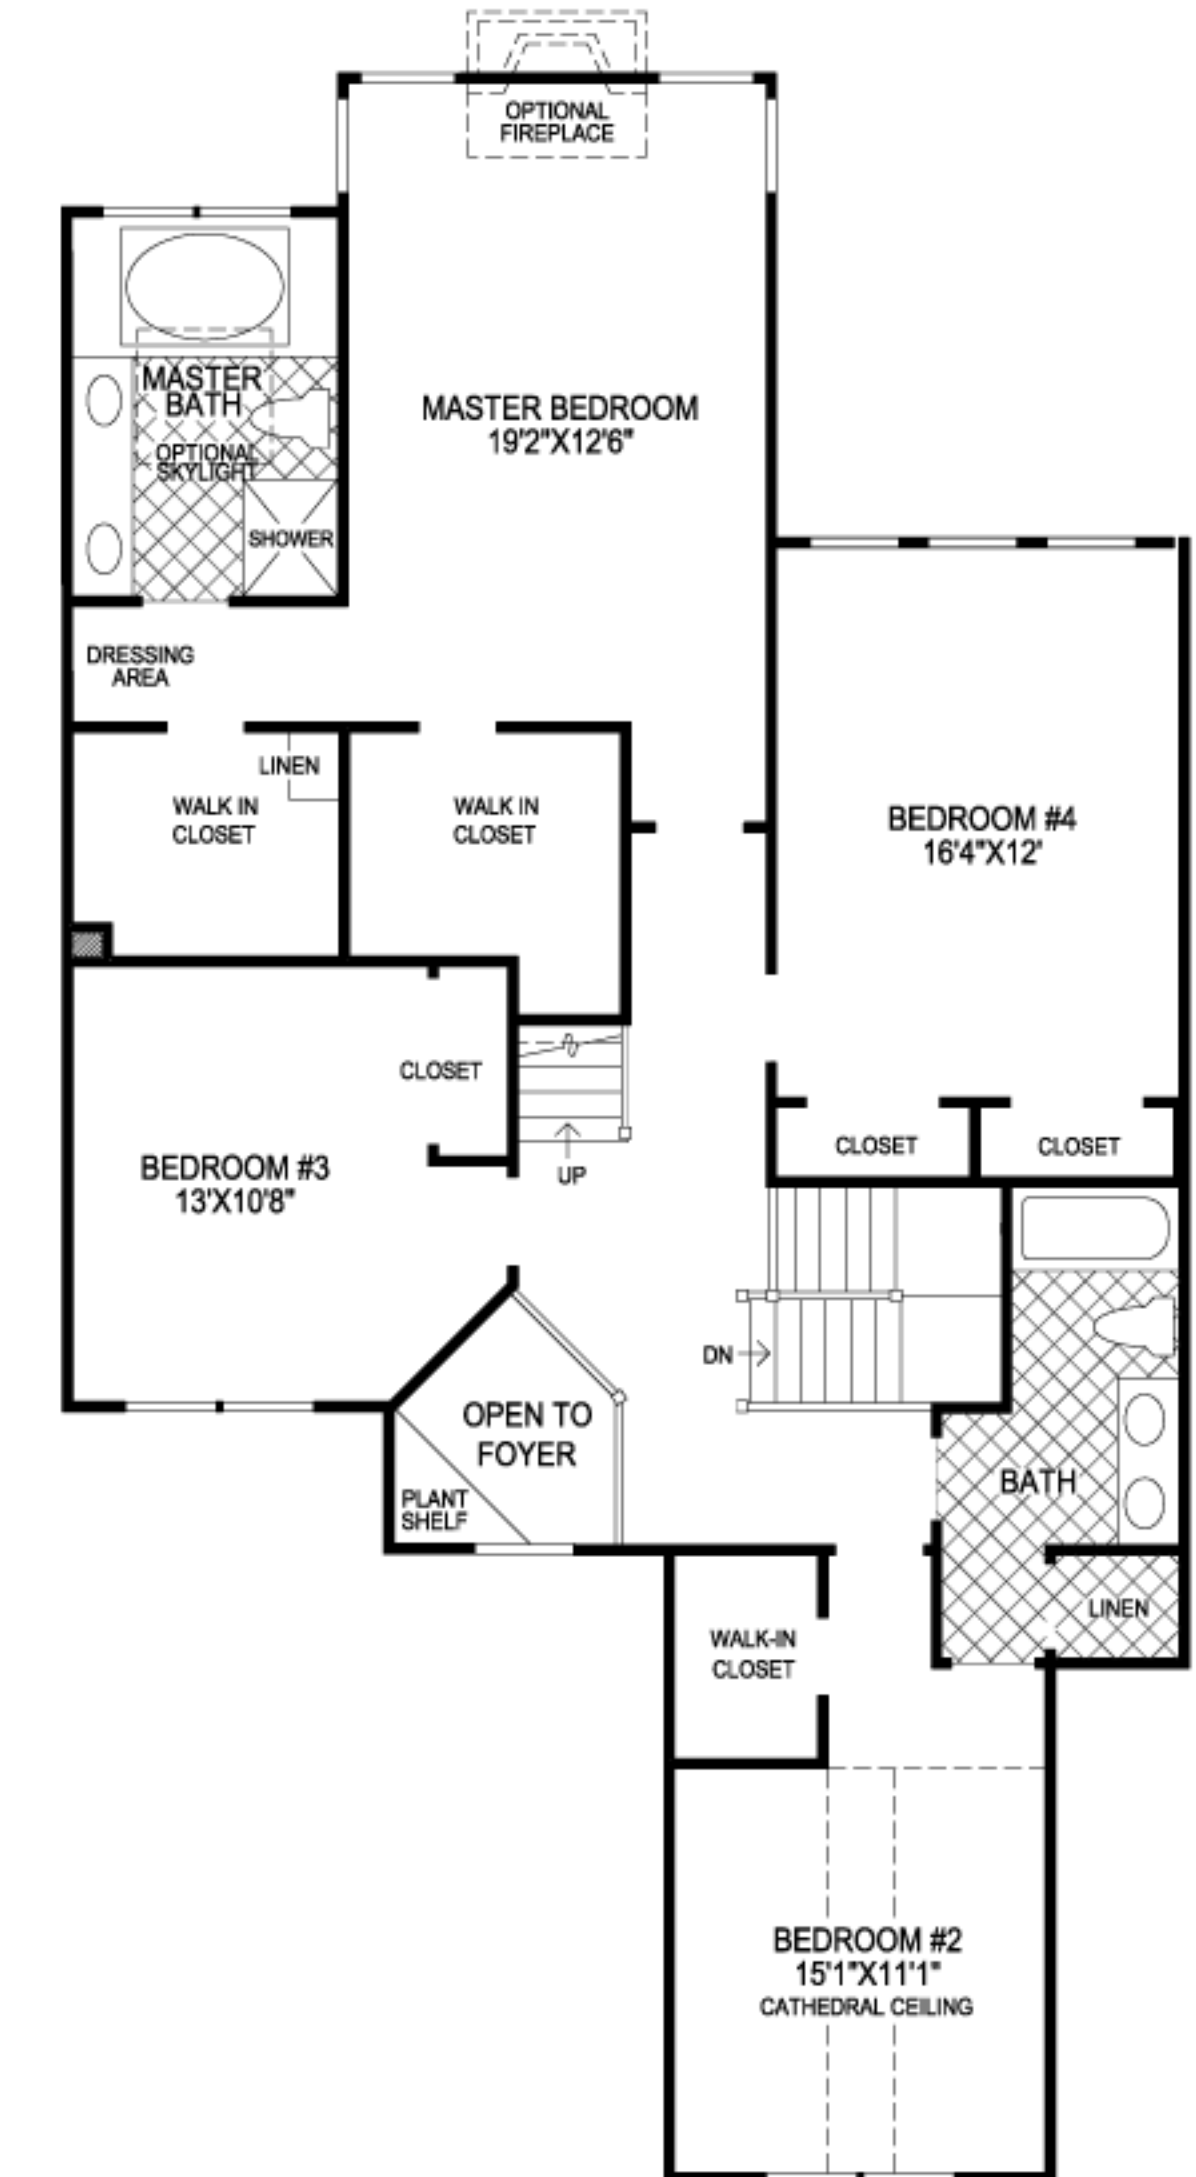 OPTIONAL
FIREPLACE
MASTER
BATH
OPTIONAL
SKYLIGHT
SHOWER
MASTER BEDROOM
19'2"X12'6"
DRESSING
AREA
LINEN
WALK IN
CLOSET
WALK IN
CLOSET
BEDROOM #4
16'4"X12'
CLOSET
CLOSET
CLOSET
BEDROOM #3
13'X10'8"
UP
DN
OPEN TO
FOYER
PLANT
SHELF
BATH
LINEN
WALK-IN
CLOSET
BEDROOM #2
15'1"X11'1"
CATHEDRAL CEILING